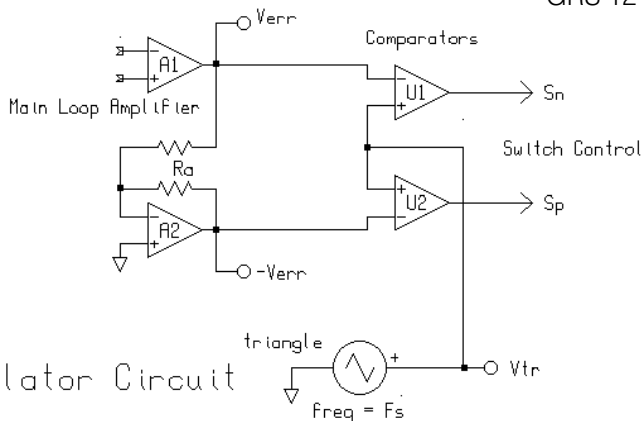 Verr
Comparators
A1
U1
Sn
Main Loop Amplifier
Switch Control
Ra
U2
Sp
A2
-Verr
triangle
lator Circuit
Vtr
freq = Fs